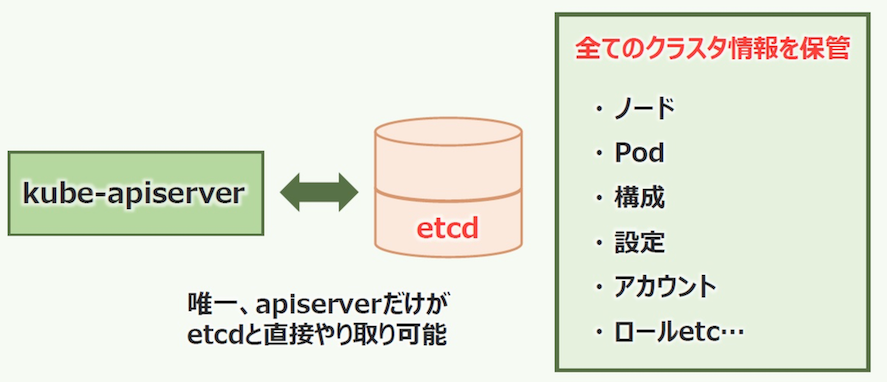 kube-apiserver
etcd
唯一、apiserverだけが
etcdと直接やり取り可能
全てのクラスタ情報を保管
・ ノード
・ Pod
・ 構成
・ 設定
・ アカウント
・ ロールetc…